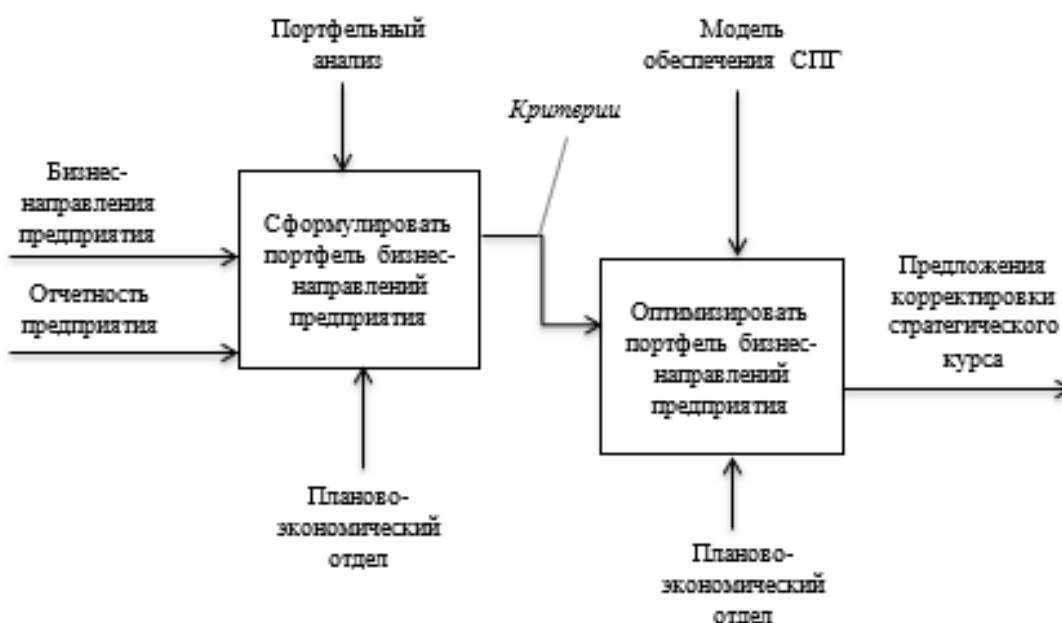 Портфельный
анализ
Модель
обеспечения СПГ
Критерии
Бизнес-
направления
предприятия
Сформулировать
портфель бизнес-
направлений
предприятия
Отчетность
предприятия
Оптимизировать
портфель бизнес-
направлений
предприятия
Предложения
корректировки
стратегического
курса
Планово-
экономический
отдел
Планово-
экономический
отдел